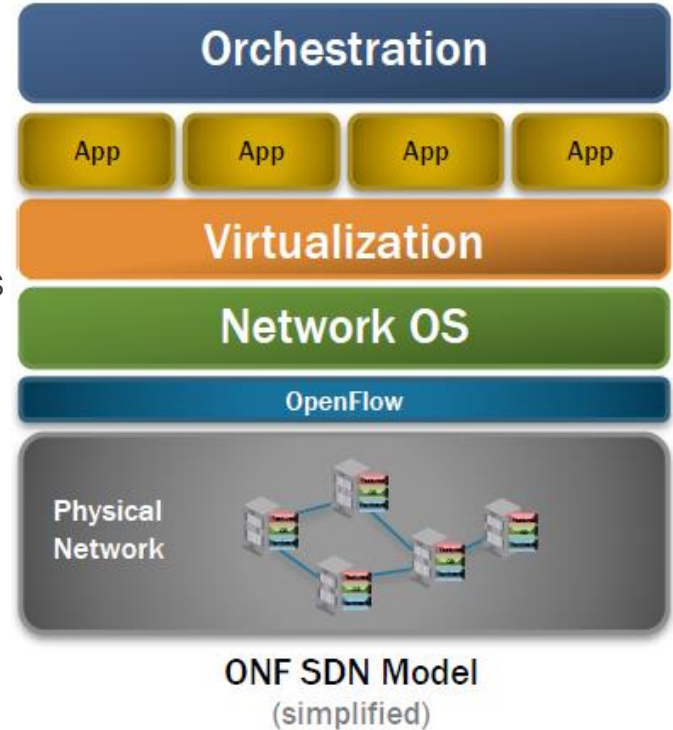 Orchestration
App App App App
Virtualization
s
Network OS
OpenFlow
Physical
Network
ONF SDN Model
(simplified)